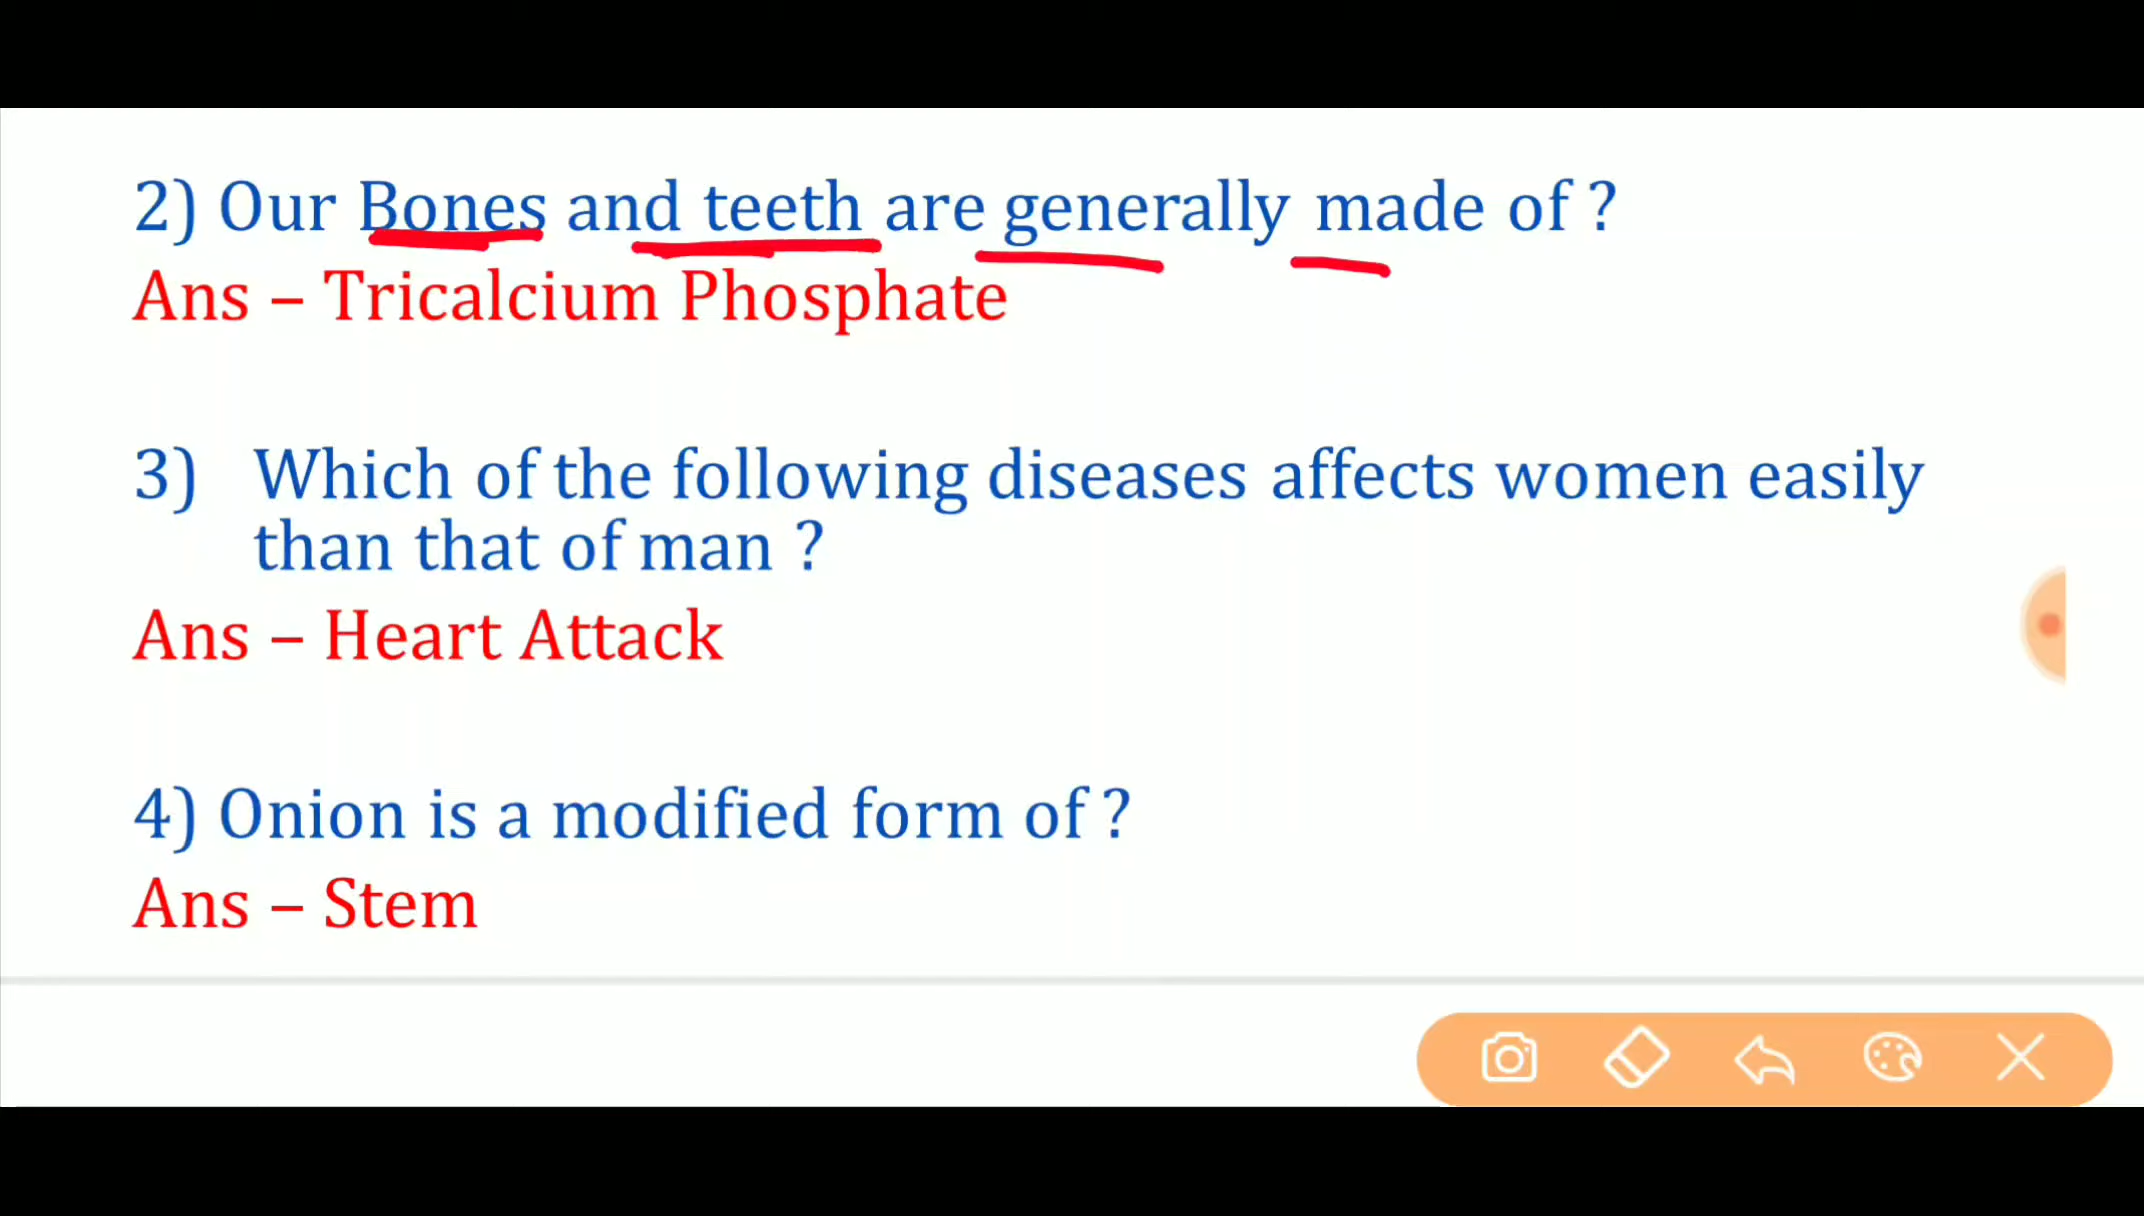 2) Our Bones and teeth are generally made of ?
Ans – Tricalcium Phosphate
3) Which of the following diseases affects women easily
than that of man ?
Ans – Heart Attack
4) Onion is a modified form of ?
Ans – Stem